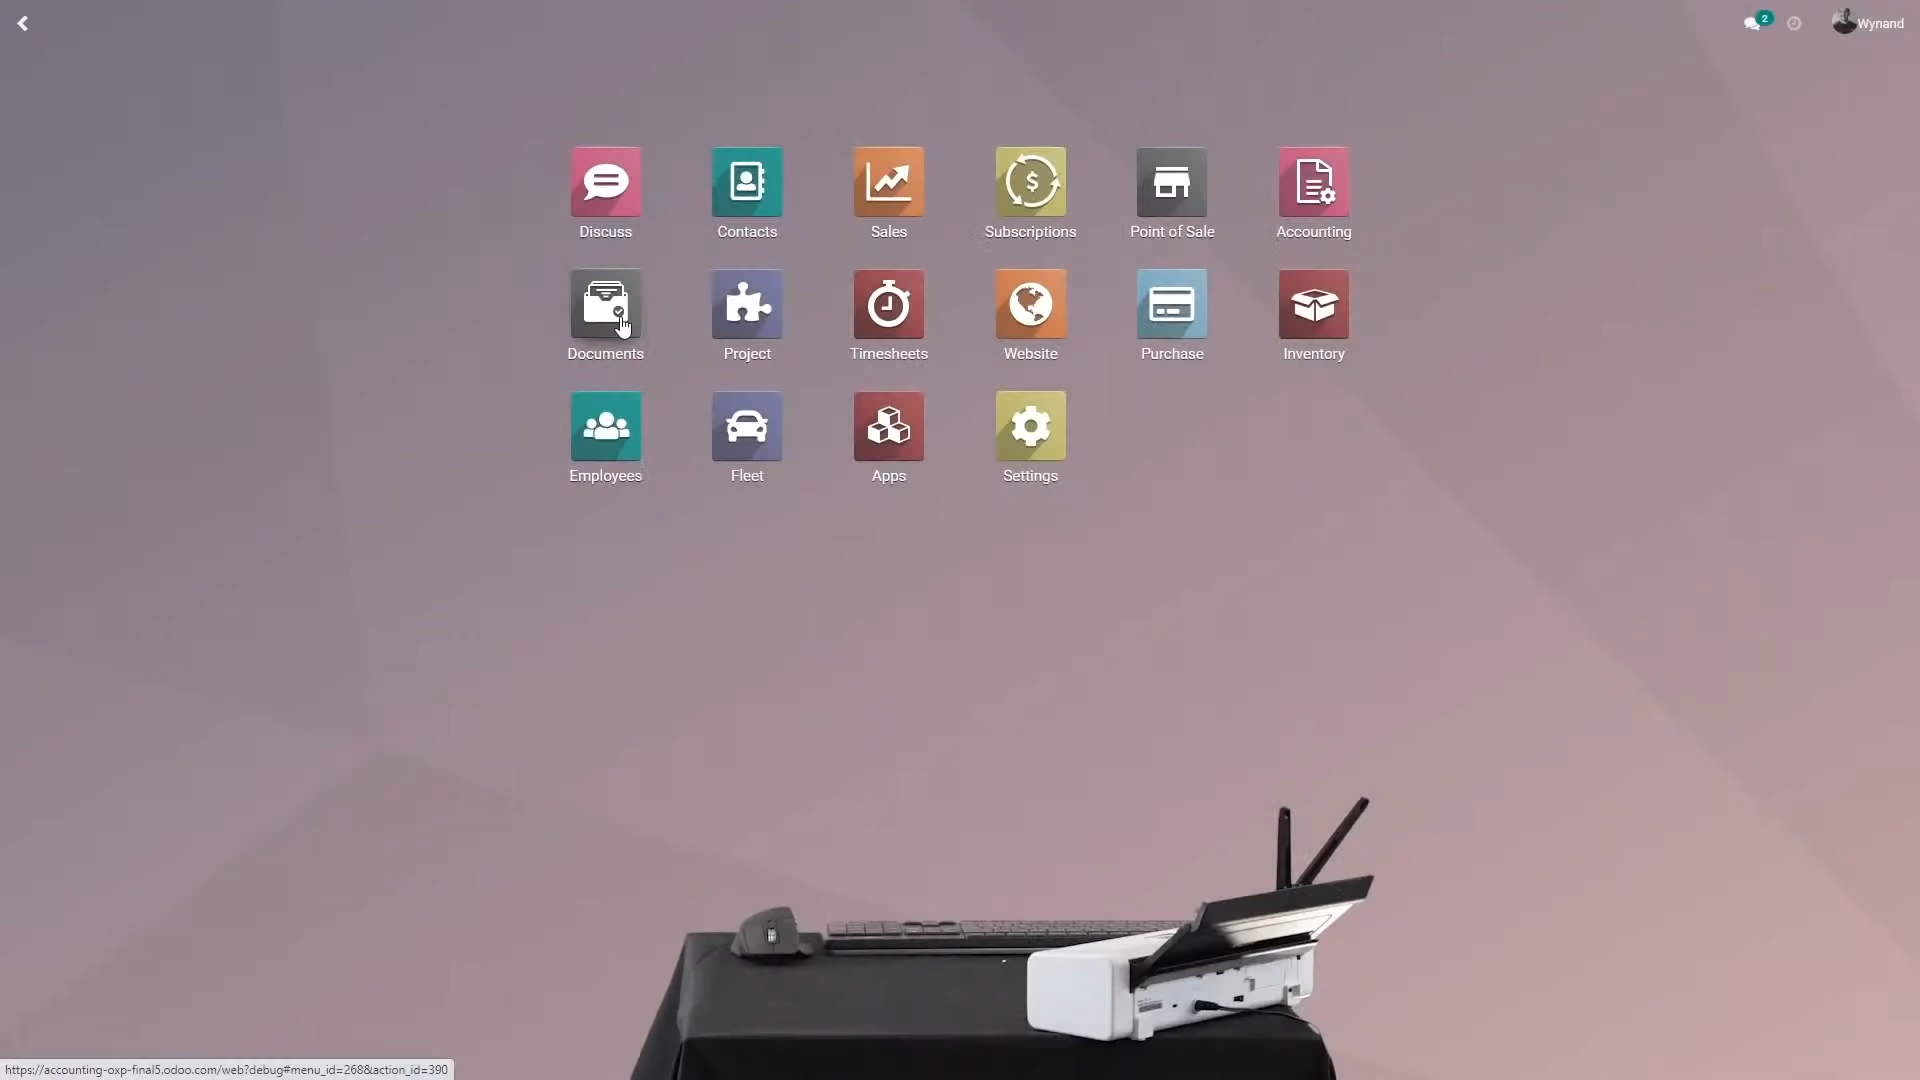 2
Wynand
Discuss
Contacts
Sales
Subscriptions
Point of Sale
Accounting
Documents
Project
Timesheets
Website
Purchase
Inventory
Employees
Fleet
Apps
Settings
https://accounting-oxp-final5.odoo.com/web?debug#menu_id=268&action_id=390